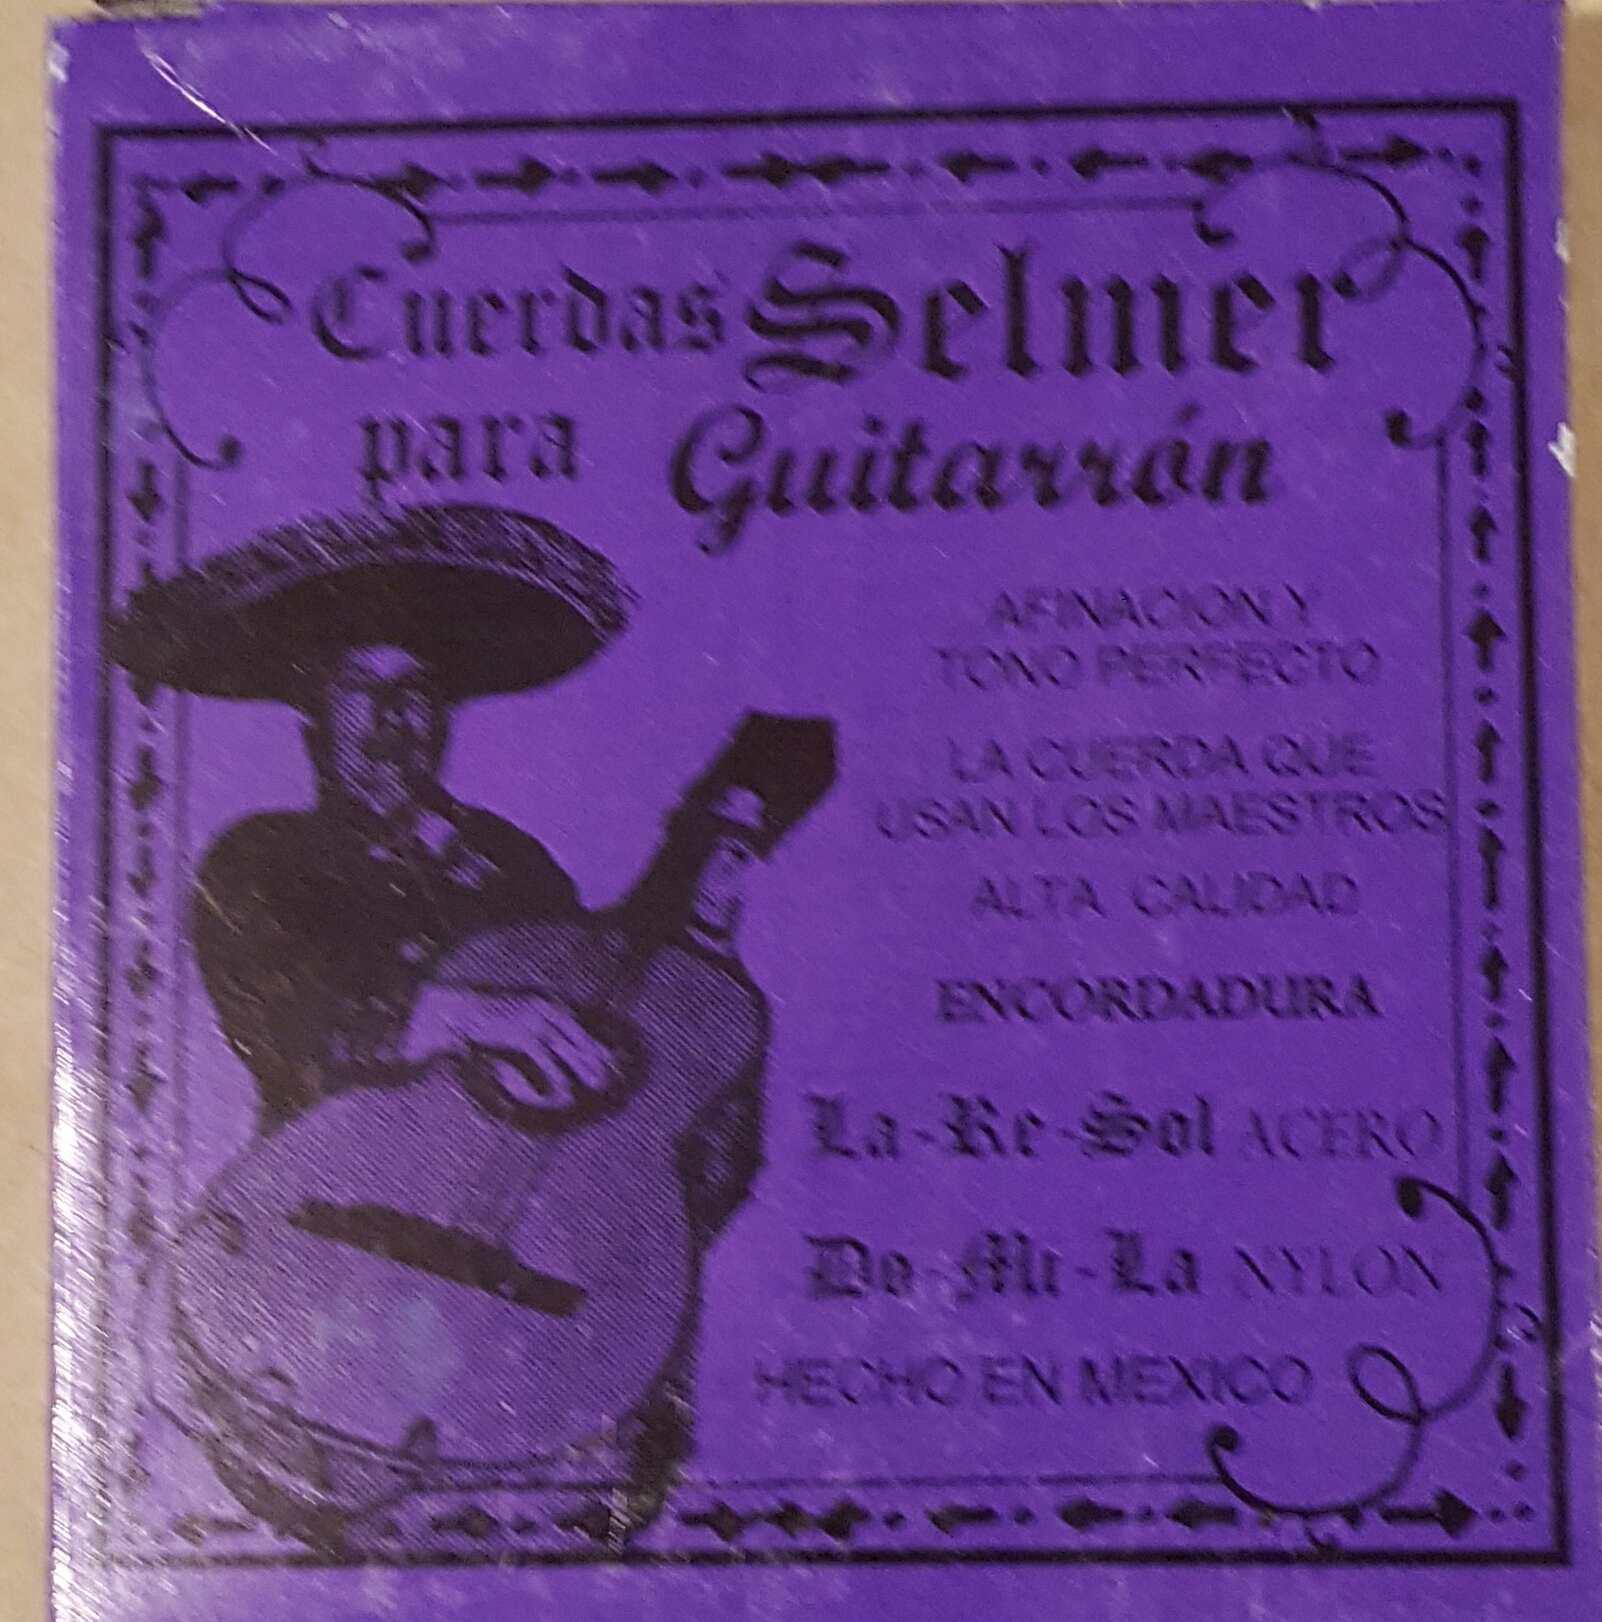 Cuerdas Selmer
para Guitarrón
AFINACION Y
TONO PERFECTO
LA CUERDA QUE
USAN LOS MAESTROS
ALTA CALIDAD
ENCORDADURA
La-Re-Sol ACERO
Do-Mi-La NYLON
HECHO EN MEXICO